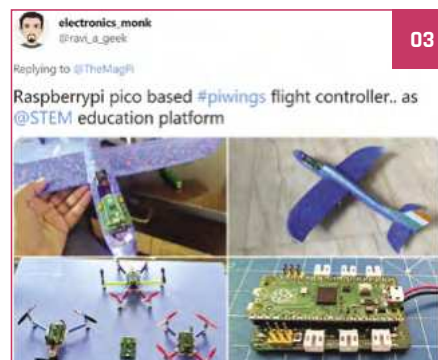 electronics_monk
@ravi_a_geek
03
Replying to @TheMagPi
Raspberrypi pico based #piwings flight controller.. as
@STEM education platform